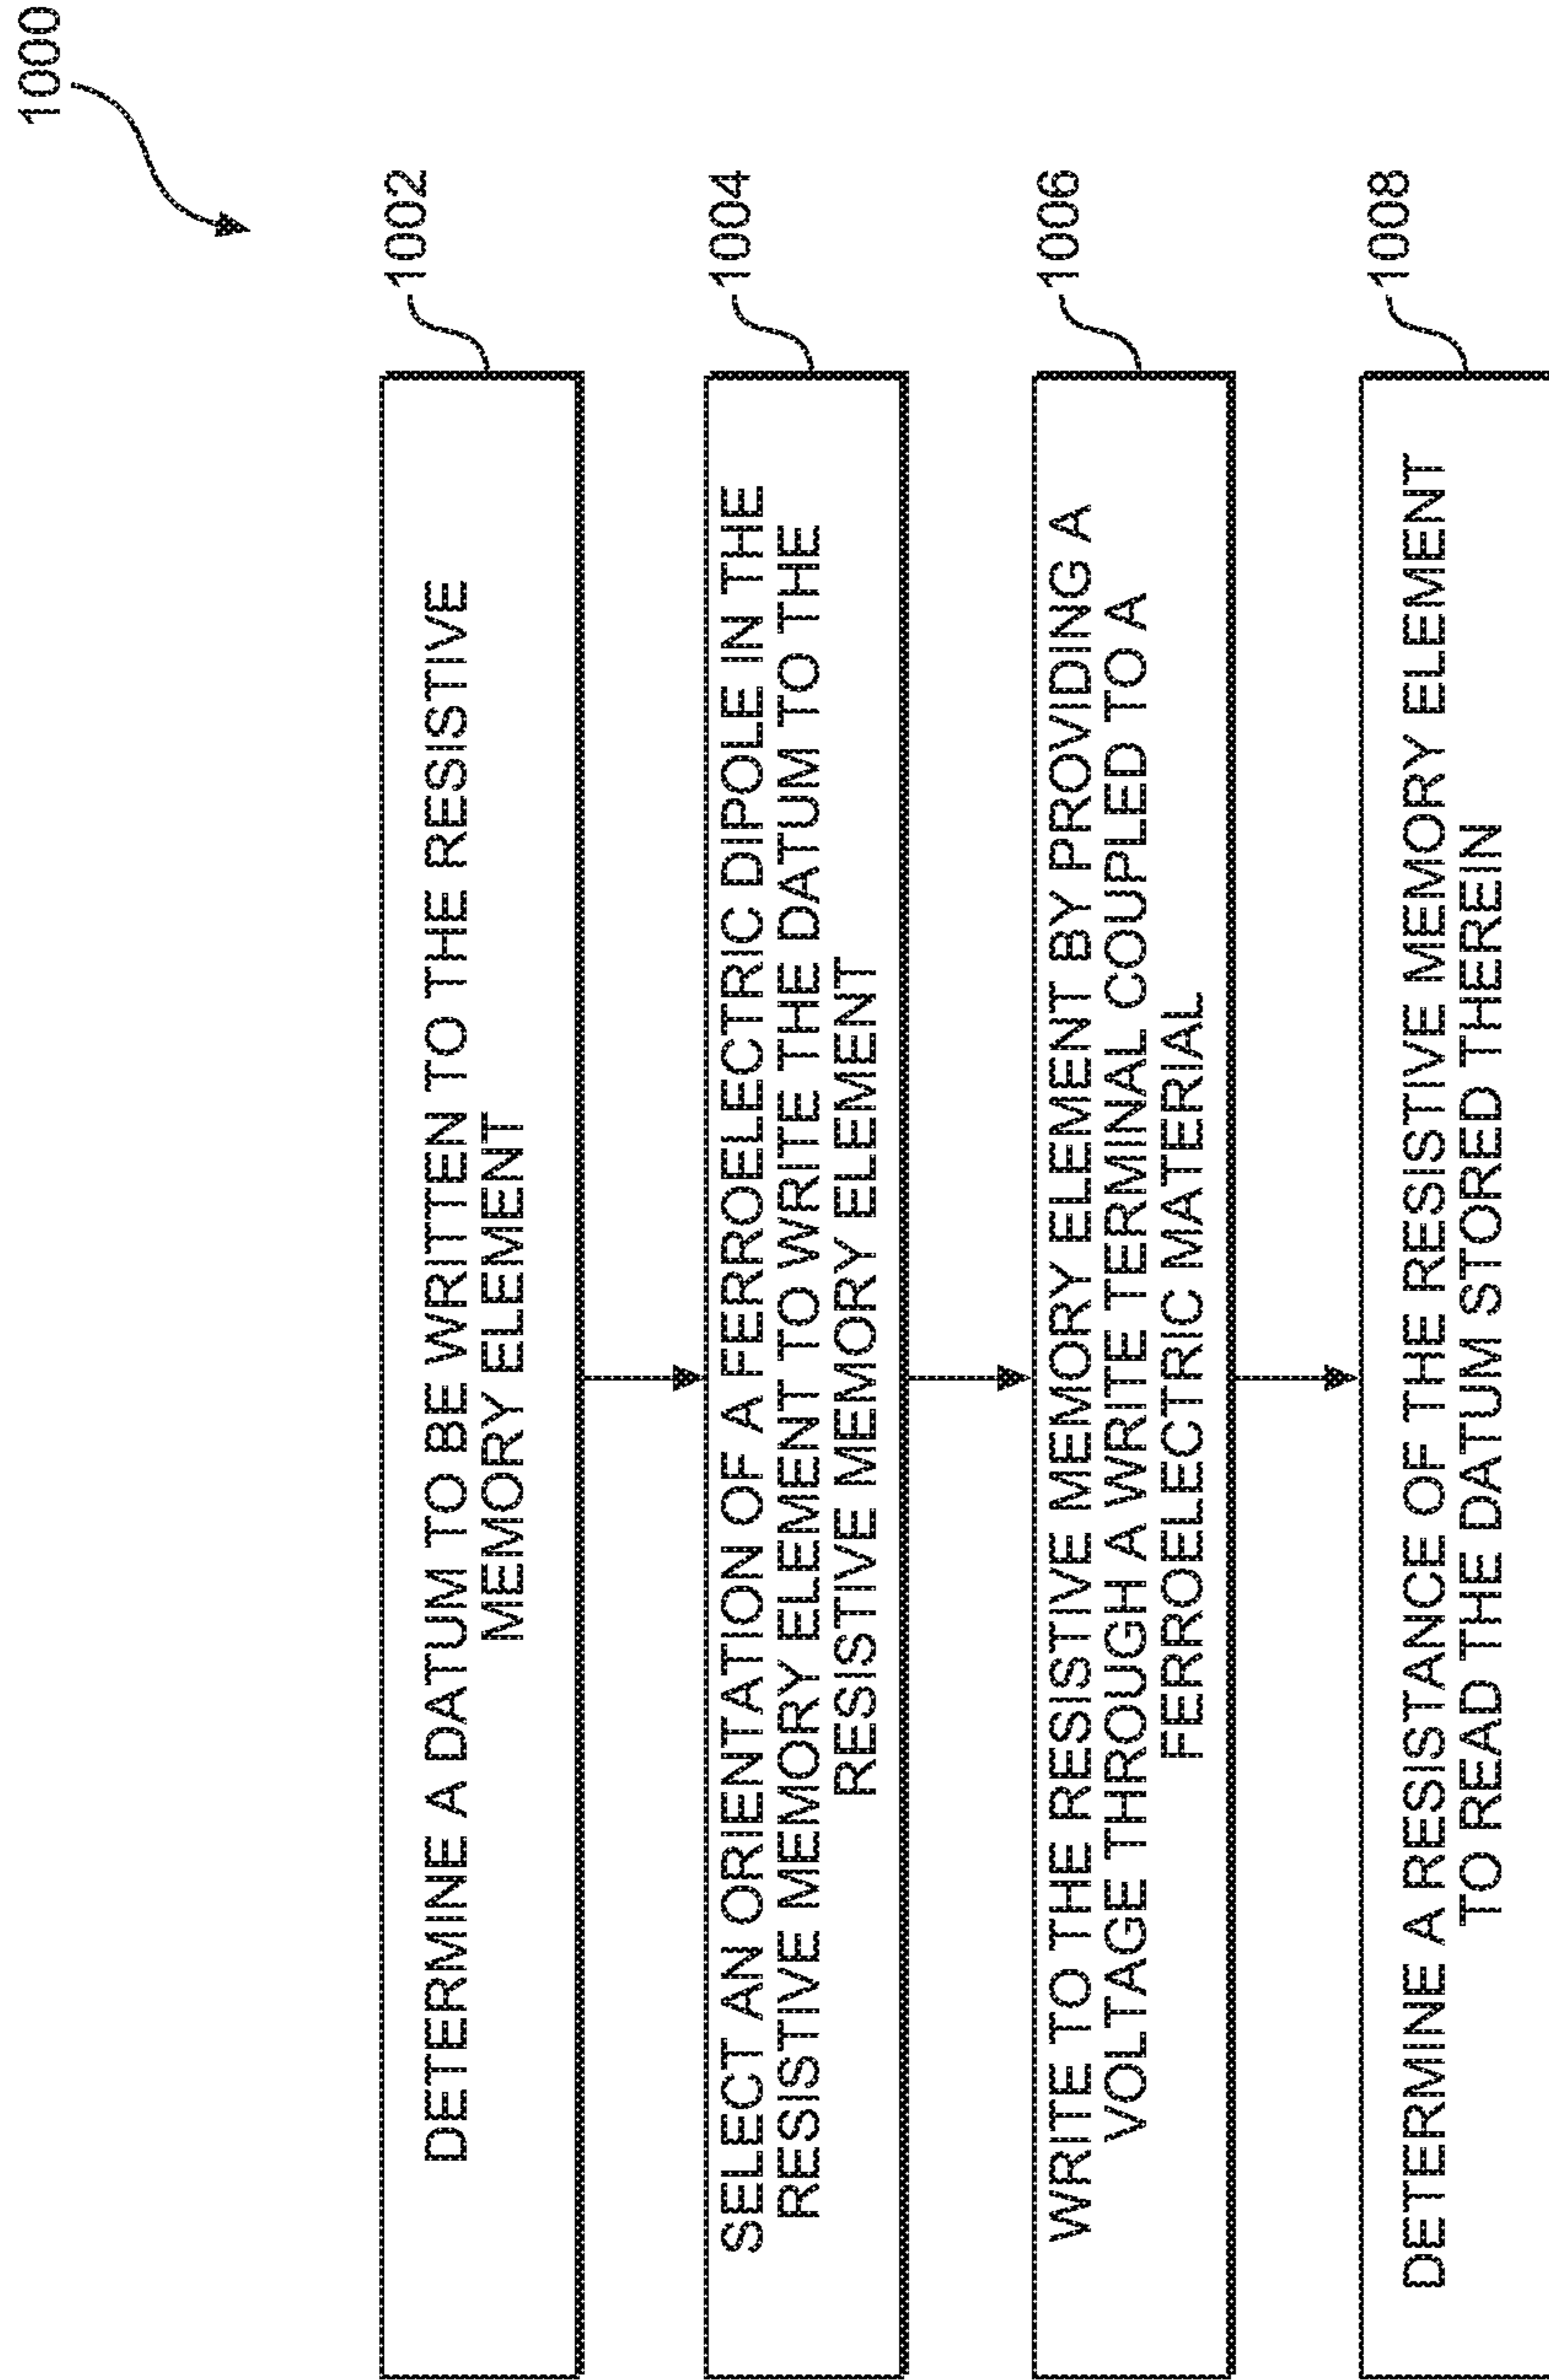 1000
1002
DETERMINE A DATUM TO BE WRITTEN TO THE RESISTIVE
MEMORY ELEMENT
1004
SELECT AN ORIENTATION OF A FERROELECTRIC DIPOLE IN THE
RESISTIVE MEMORY ELEMENT TO WRITE THE DATUM TO THE
RESISTIVE MEMORY ELEMENT
1006
WRITE TO THE RESISTIVE MEMORY ELEMENT BY PROVIDING A
VOLTAGE THROUGH A WRITE TERMINAL COUPLED TO A
FERROELECTRIC MATERIAL
1008
DETERMINE A RESISTANCE OF THE RESISTIVE MEMORY ELEMENT
TO READ THE DATUM STORED THEREIN